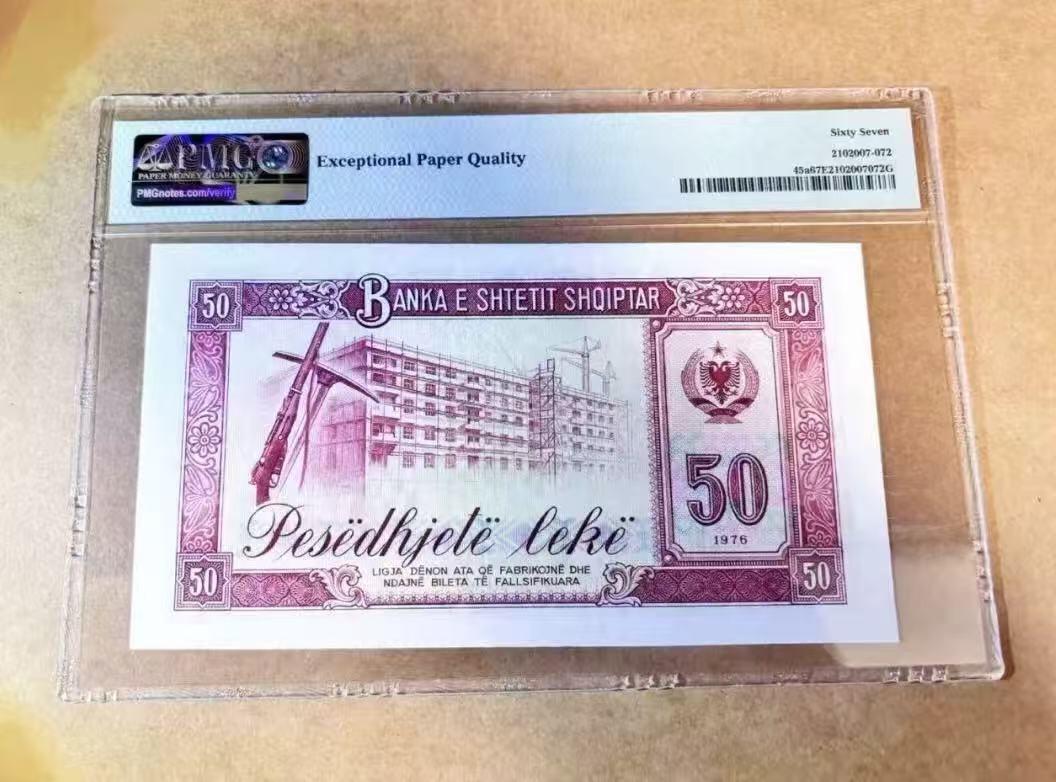 PMG
PAPER MONEY GUARANTY
PMGnotes.com/verify
Exceptional Paper Quality
Sixty Seven
2102007-072
45a67E2102007072G
50
BANKA E SHTETIT SHQIPTAR
50
50
1976
Pesëdhjetë lekë
LIGJA DËNON ATA QË FABRIKOJNË DHE
NDAJNË BILETA TË FALLSIFIKUARA
50
50